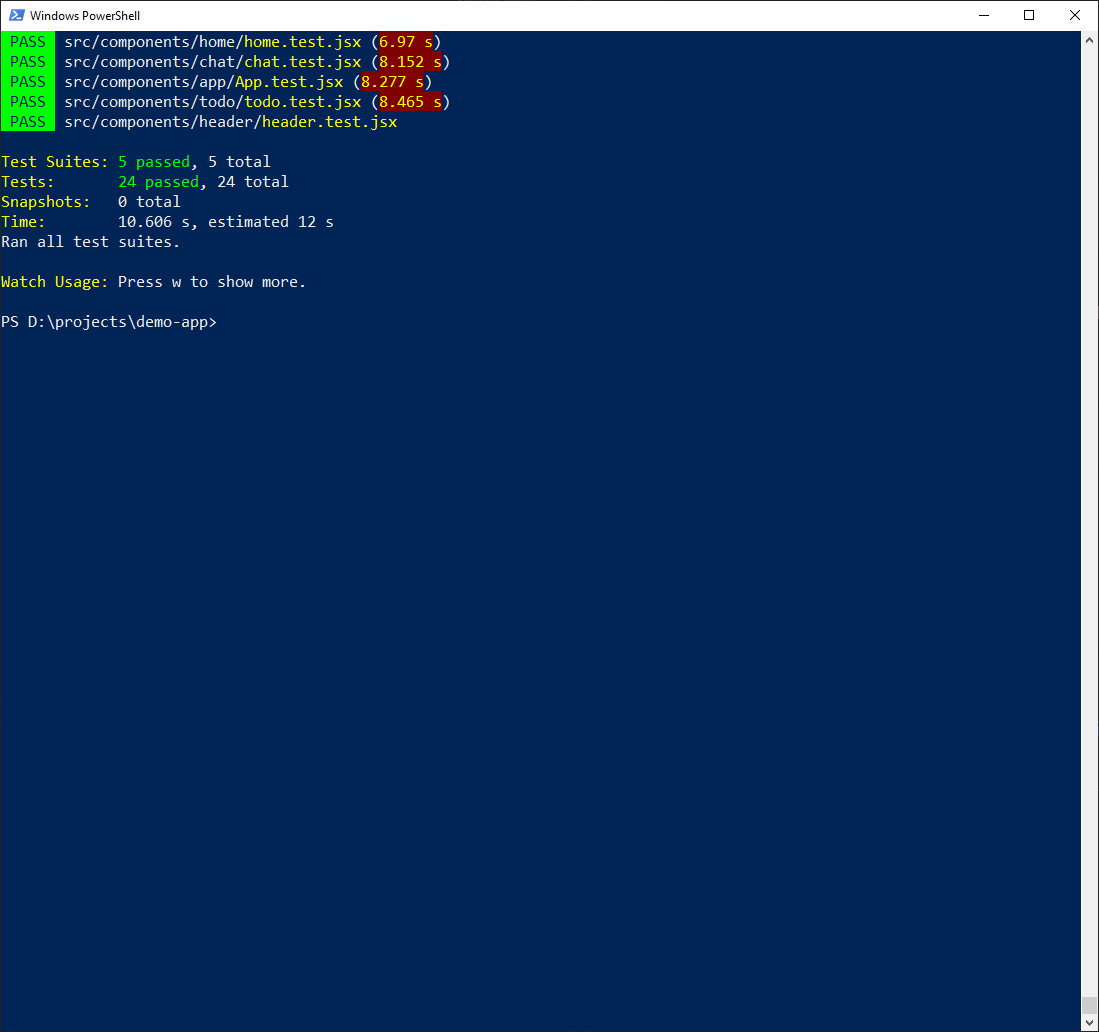 Windows PowerShell
PASS src/components/home/home.test.jsx (6.97 s)
PASS src/components/chat/chat.test.jsx (8.152 s)
PASS src/components/app/App.test.jsx (8.277 s)
PASS src/components/todo/todo.test.jsx (8.465 s)
PASS src/components/header/header.test.jsx
Test Suites: 5 passed, 5 total
Tests: 24 passed, 24 total
Snapshots: 0 total
Time: 10.606 s, estimated 12 s
Ran all test suites.
Watch Usage: Press w to show more.
PS D:\projects\demo-app>